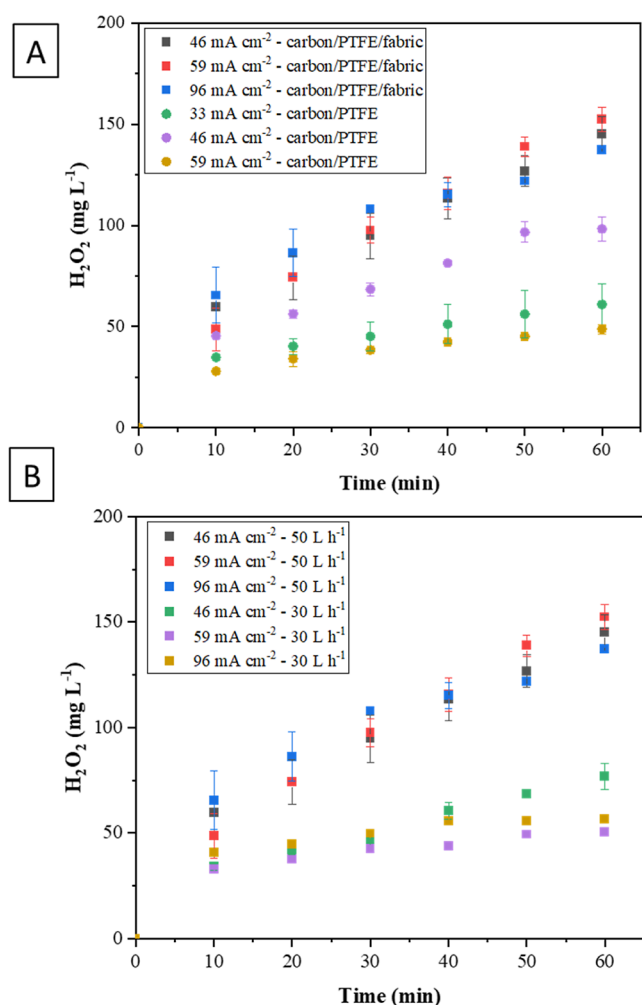 A
200
150
100
50
0
H₂O₂ (mg L⁻¹)
46 mA cm⁻² - carbon/PTFE/fabric
59 mA cm⁻² - carbon/PTFE/fabric
96 mA cm⁻² - carbon/PTFE/fabric
33 mA cm⁻² - carbon/PTFE
46 mA cm⁻² - carbon/PTFE
59 mA cm⁻² - carbon/PTFE
0 10 20 30 40 50 60
Time (min)
B
200
150
100
50
0
H₂O₂ (mg L⁻¹)
46 mA cm⁻² - 50 L h⁻¹
59 mA cm⁻² - 50 L h⁻¹
96 mA cm⁻² - 50 L h⁻¹
46 mA cm⁻² - 30 L h⁻¹
59 mA cm⁻² - 30 L h⁻¹
96 mA cm⁻² - 30 L h⁻¹
0 10 20 30 40 50 60
Time (min)